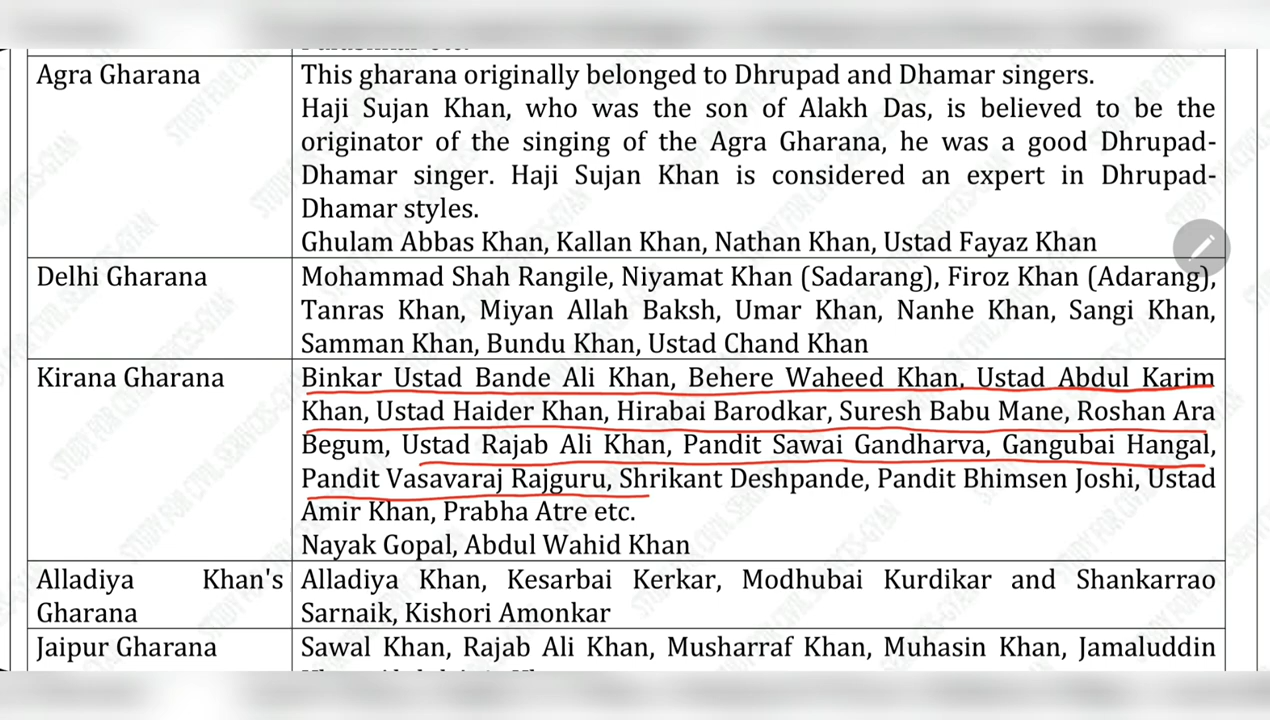 Agra Gharana
This gharana originally belonged to Dhrupad and Dhamar singers.
Haji Sujan Khan, who was the son of Alakh Das, is believed to be the
originator of the singing of the Agra Gharana, he was a good Dhrupad-
Dhamar singer. Haji Sujan Khan is considered an expert in Dhrupad-
Dhamar styles.
Ghulam Abbas Khan, Kallan Khan, Nathan Khan, Ustad Fayaz Khan
Delhi Gharana
Mohammad Shah Rangile, Niyamat Khan (Sadarang), Firoz Khan (Adarang),
Tanras Khan, Miyan Allah Baksh, Umar Khan, Nanhe Khan, Sangi Khan,
Samman Khan, Bundu Khan, Ustad Chand Khan
Kirana Gharana
Binkar Ustad Bande Ali Khan, Behere Waheed Khan, Ustad Abdul Karim
Khan, Ustad Haider Khan, Hirabai Barodkar, Suresh Babu Mane, Roshan Ara
Begum, Ustad Rajab Ali Khan, Pandit Sawai Gandharva, Gangubai Hangal,
Pandit Vasavaraj Rajguru, Shrikant Deshpande, Pandit Bhimsen Joshi, Ustad
Amir Khan, Prabha Atre etc.
Nayak Gopal, Abdul Wahid Khan
Alladiya Khan's
Gharana
Alladiya Khan, Kesarbai Kerkar, Modhubai Kurdikar and Shankarrao
Sarnaik, Kishori Amonkar
Jaipur Gharana
Sawal Khan, Rajab Ali Khan, Musharraf Khan, Muhasin Khan, Jamaluddin